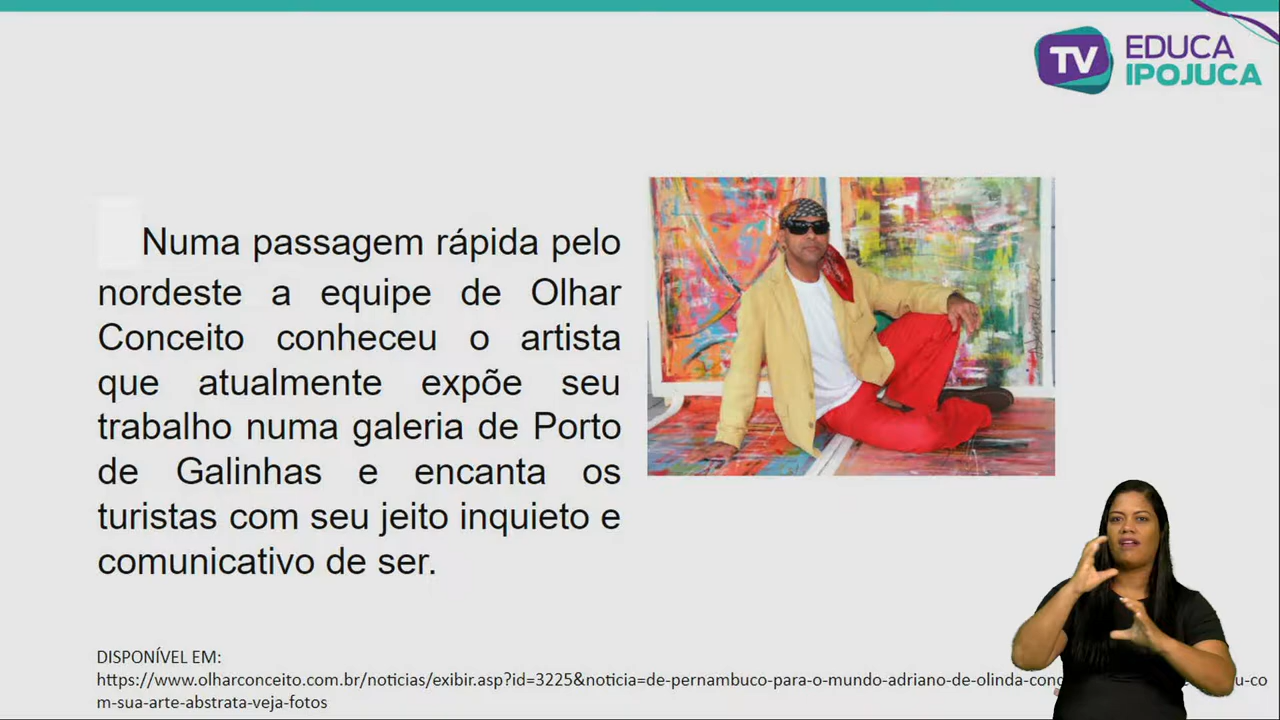 TV EDUCA
IPOJUCA
Numa passagem rápida pelo
nordeste a equipe de Olhar
Conceito conheceu o artista
que atualmente expõe seu
trabalho numa galeria de Porto
de Galinhas e encanta os
turistas com seu jeito inquieto e
comunicativo de ser.
DISPONÍVEL EM:
https://www.olharconceito.com.br/noticias/exibir.asp?id=3225&noticia=de-pernambuco-para-o-mundo-adriano-de-olinda-con
u-co
m-sua-arte-abstrata-veja-fotos